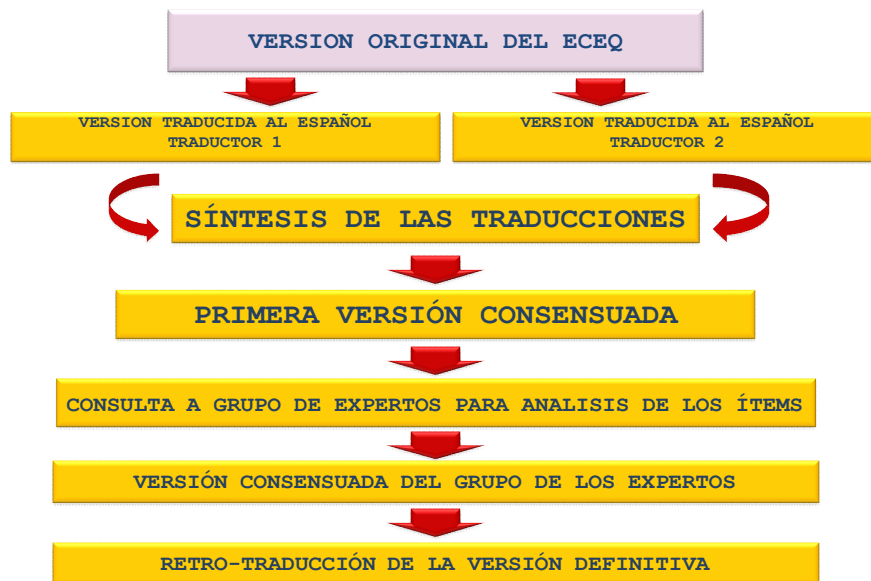 VERSION ORIGINAL DEL ECEQ
VERSION TRADUCIDA AL ESPAÑOL
TRADUCTOR 1
VERSION TRADUCIDA AL ESPAÑOL
TRADUCTOR 2
SÍNTESIS DE LAS TRADUCCIONES
PRIMERA VERSIÓN CONSENSUADA
CONSULTA A GRUPO DE EXPERTOS PARA ANALISIS DE LOS ÍTEMS
VERSIÓN CONSENSUADA DEL GRUPO DE LOS EXPERTOS
RETRO-TRADUCCIÓN DE LA VERSIÓN DEFINITIVA